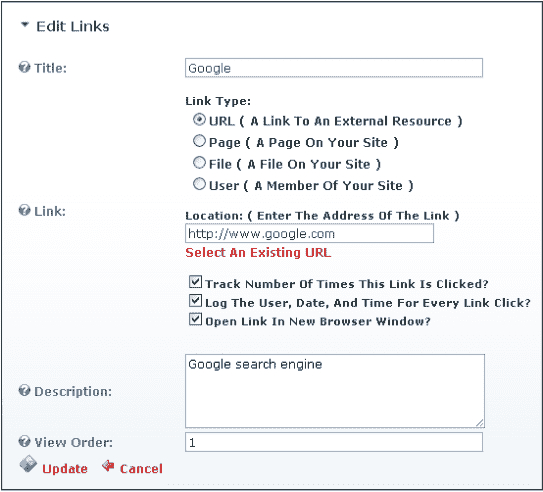 Edit Links
Title:
Google
Link Type:
URL ( A Link To An External Resource )
Page ( A Page On Your Site )
File ( A File On Your Site )
User ( A Member Of Your Site )
Link:
Location: ( Enter The Address Of The Link )
http://www.google.com
Select An Existing URL
Track Number Of Times This Link Is Clicked?
Log The User, Date, And Time For Every Link Click?
Open Link In New Browser Window?
Description:
Google search engine
View Order:
1
Update Cancel